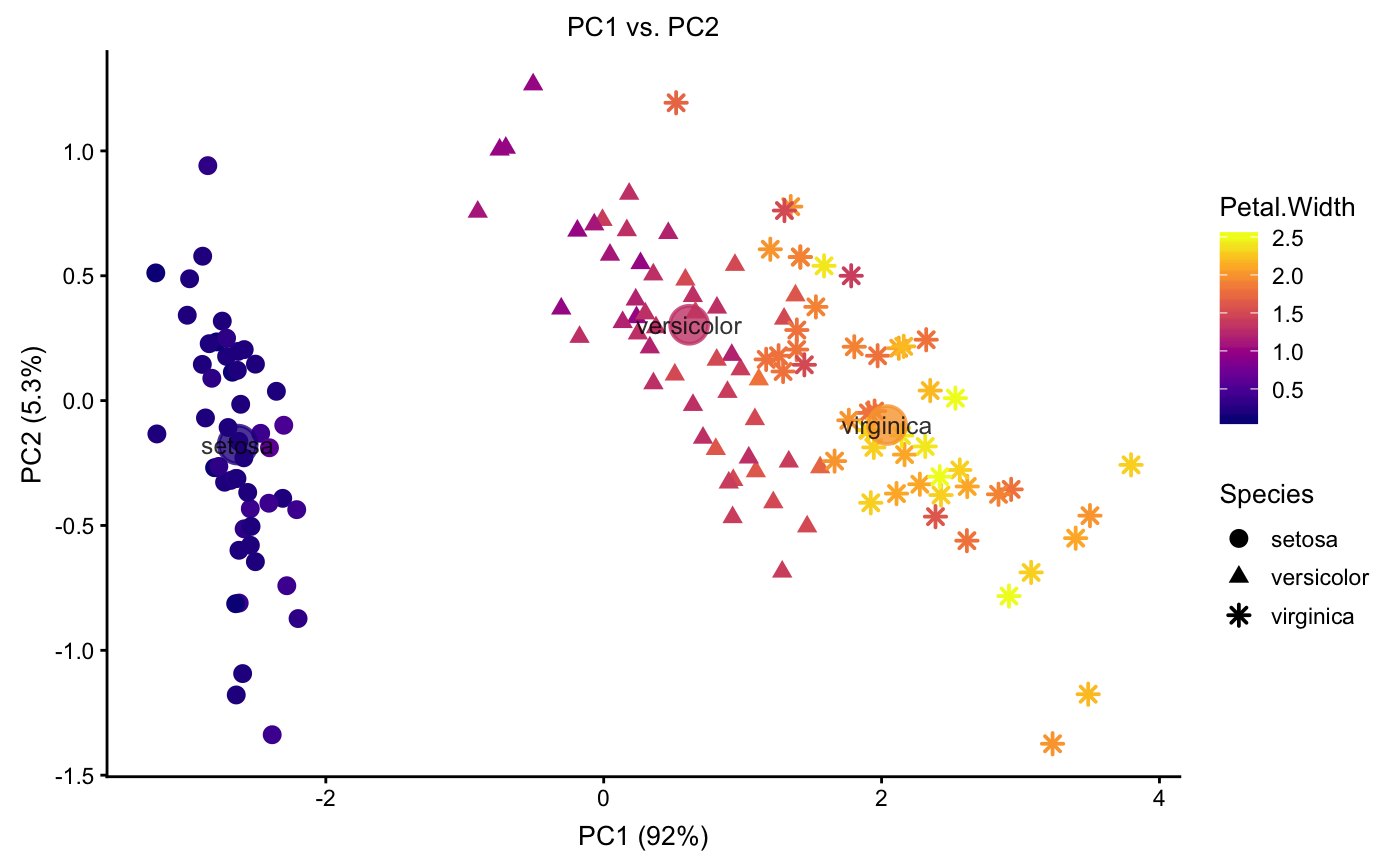 PC1 vs. PC2
PC2 (5.3%)
1.0
0.5
0.0
-0.5
-1.0
-1.5
-2
0
2
4
PC1 (92%)
setosa
versicolor
virginica
Petal.Width
2.5
2.0
1.5
1.0
0.5
Species
setosa
versicolor
virginica